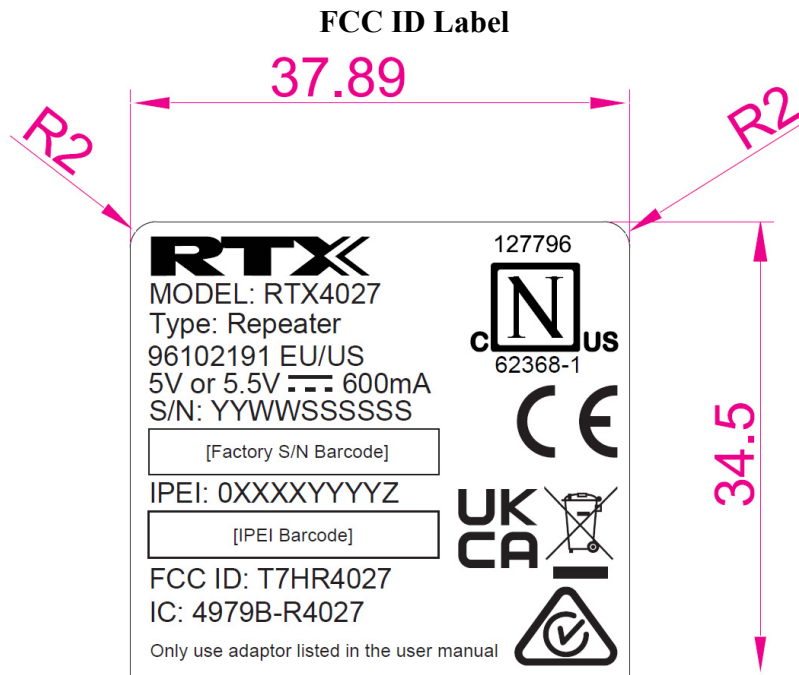 FCC ID Label
37.89
R2
R2
RTX
127796
MODEL: RTX4027
N
Type: Repeater
C US
96102191 EU/US
62368-1
5V or 5.5V 600mA
S/N: YYWWSSSSSS
CE
[Factory S/N Barcode]
34.5
IPEI: 0XXXXYYYYZ
UK
CA
[IPEI Barcode]
FCC ID: T7HR4027
IC: 4979B-R4027
Only use adaptor listed in the user manual